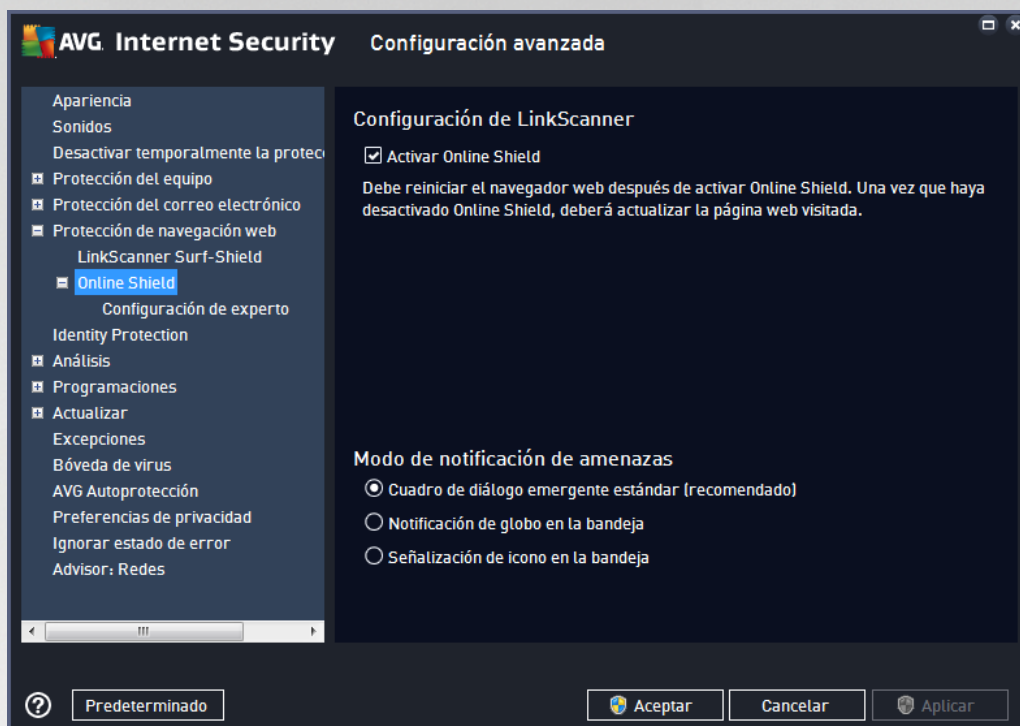 AVG. Internet Security
Configuración avanzada
Apariencia
Sonidos
Desactivar temporalmente la protec
Protección del equipo
Protección del correo electrónico
Protección de navegación web
LinkScanner Surf-Shield
Online Shield
Configuración de experto
Identity Protection
Análisis
Programaciones
Actualizar
Excepciones
Bóveda de virus
AVG Autoprotección
Preferencias de privacidad
Ignorar estado de error
Advisor: Redes
Configuración de LinkScanner
Activar Online Shield
Debe reiniciar el navegador web después de activar Online Shield. Una vez que haya
desactivado Online Shield, deberá actualizar la página web visitada.
Modo de notificación de amenazas
Cuadro de diálogo emergente estándar (recomendado)
Notificación de globo en la bandeja
Señalización de icono en la bandeja
Predeterminado
Aceptar
Cancelar
Aplicar